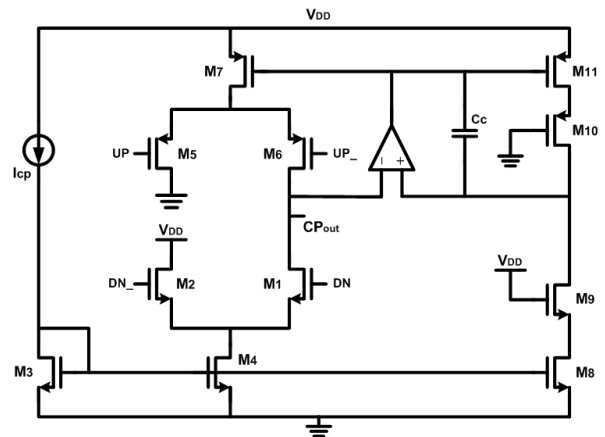 VDD
M7
M11
Cc
M10
Icp
UP
M5
M6
UP_
- +
CPout
VDD
VDD
DN_
M2
M1
DN
M9
M3
M4
M8